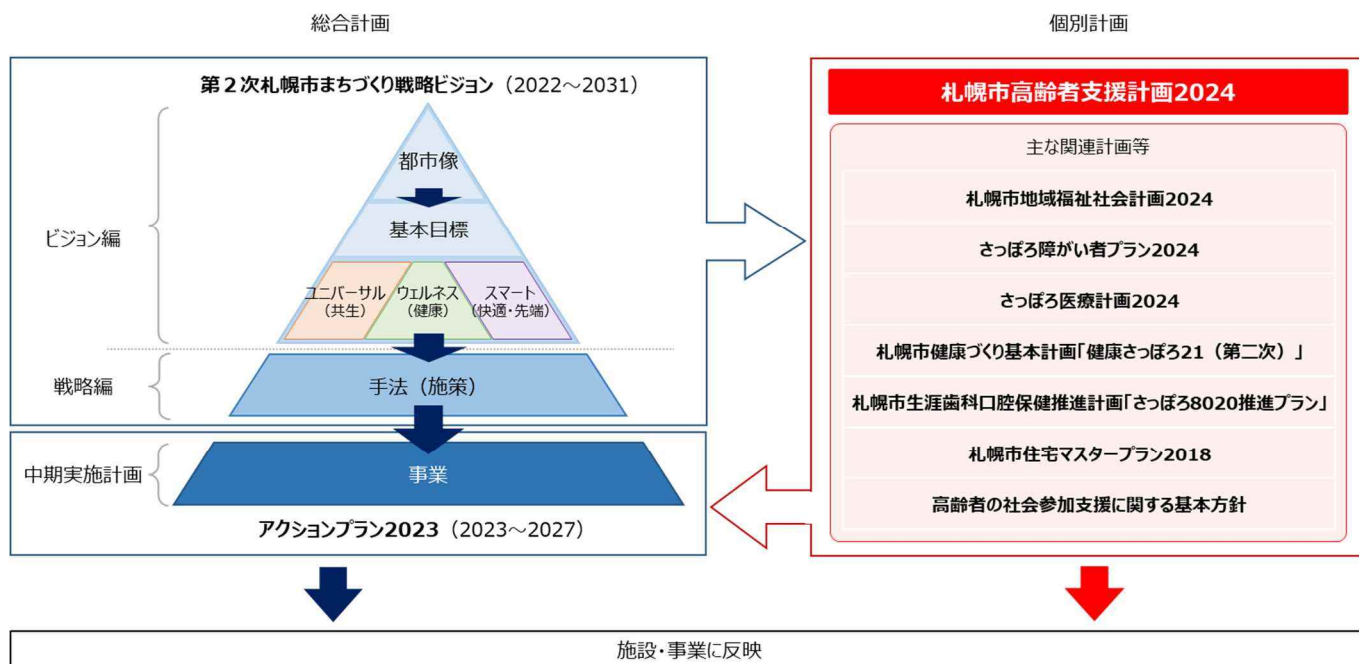 総合計画
第２次札幌市まちづくり戦略ビジョン（2022～2031）
ビジョン編
都市像
基本目標
ユニバーサル
（共生）
ウェルネス
（健康）
スマート
（快適・先端）
戦略編
手法（施策）
中期実施計画
事業
アクションプラン2023（2023～2027）
個別計画
札幌市高齢者支援計画2024
主な関連計画等
札幌市地域福祉社会計画2024
さっぽろ障がい者プラン2024
さっぽろ医療計画2024
札幌市健康づくり基本計画「健康さっぽろ21（第二次）」
札幌市生涯歯科口腔保健推進計画「さっぽろ8020推進プラン」
札幌市住宅マスタープラン2018
高齢者の社会参加支援に関する基本方針
施設・事業に反映